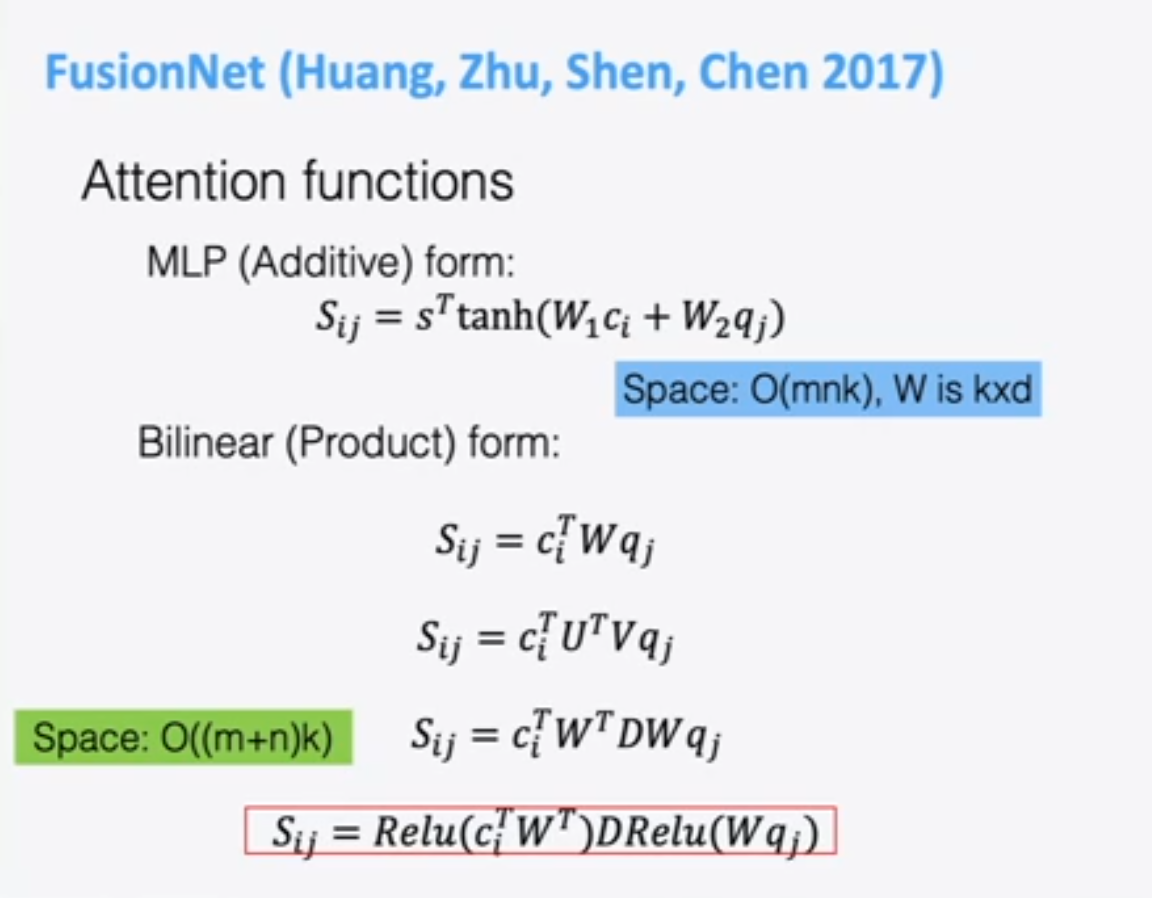 FusionNet (Huang, Zhu, Shen, Chen 2017)
Attention functions
MLP (Additive) form:
S_{ij} = s^T tanh(W_1 c_i + W_2 q_j)
Space: O(mnk), W is kxd
Bilinear (Product) form:
S_{ij} = c_i^T W q_j
S_{ij} = c_i^T U^T V q_j
Space: O((m+n)k)
S_{ij} = c_i^T W^T D W q_j
S_{ij} = Relu(c_i^T W^T) D Relu(W q_j)